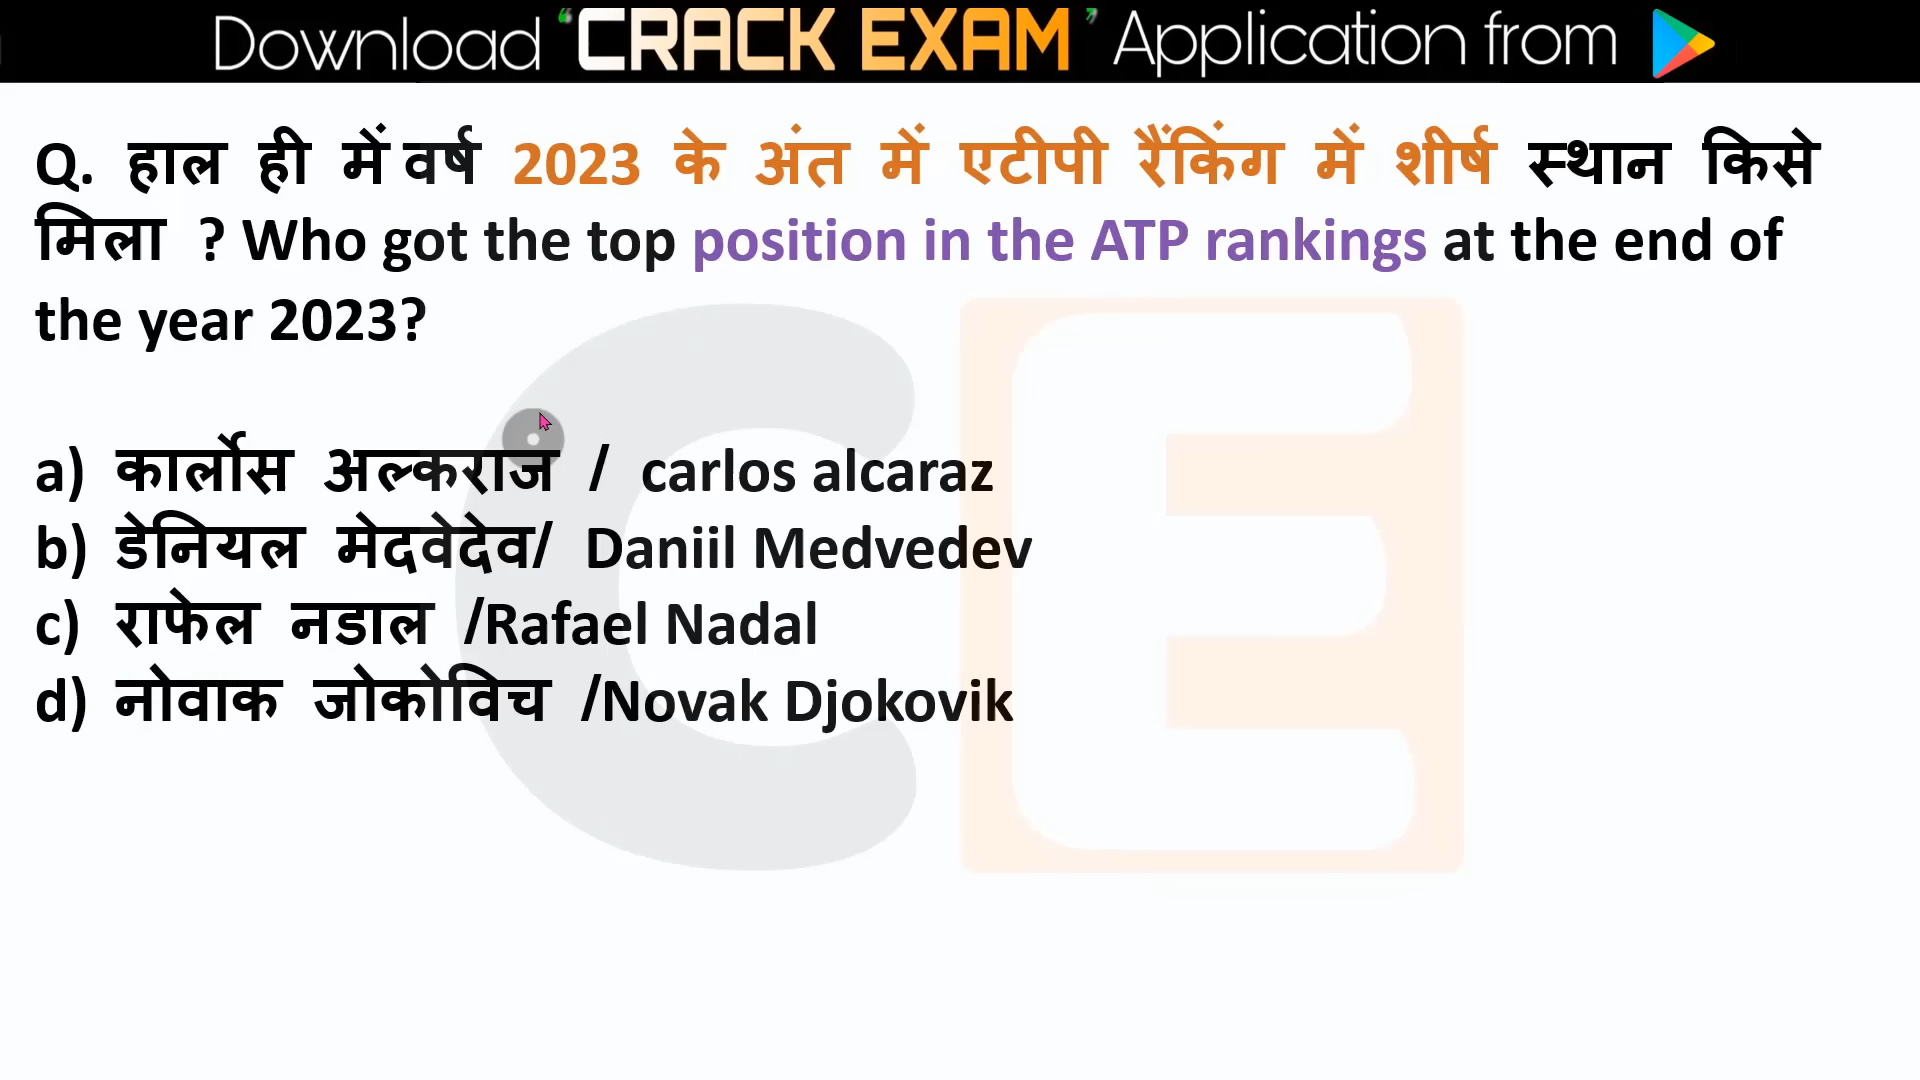 Download ‘CRACK EXAM’ Application from
Q. हाल ही में वर्ष 2023 के अंत में एटीपी रैंकिंग में शीर्ष स्थान किसे
मिला ? Who got the top position in the ATP rankings at the end of
the year 2023?
a) कार्लोस अल्कराज / carlos alcaraz
b) डेनियल मेदवेदेव/ Daniil Medvedev
c) राफेल नडाल /Rafael Nadal
d) नोवाक जोकोविच /Novak Djokovik
CE